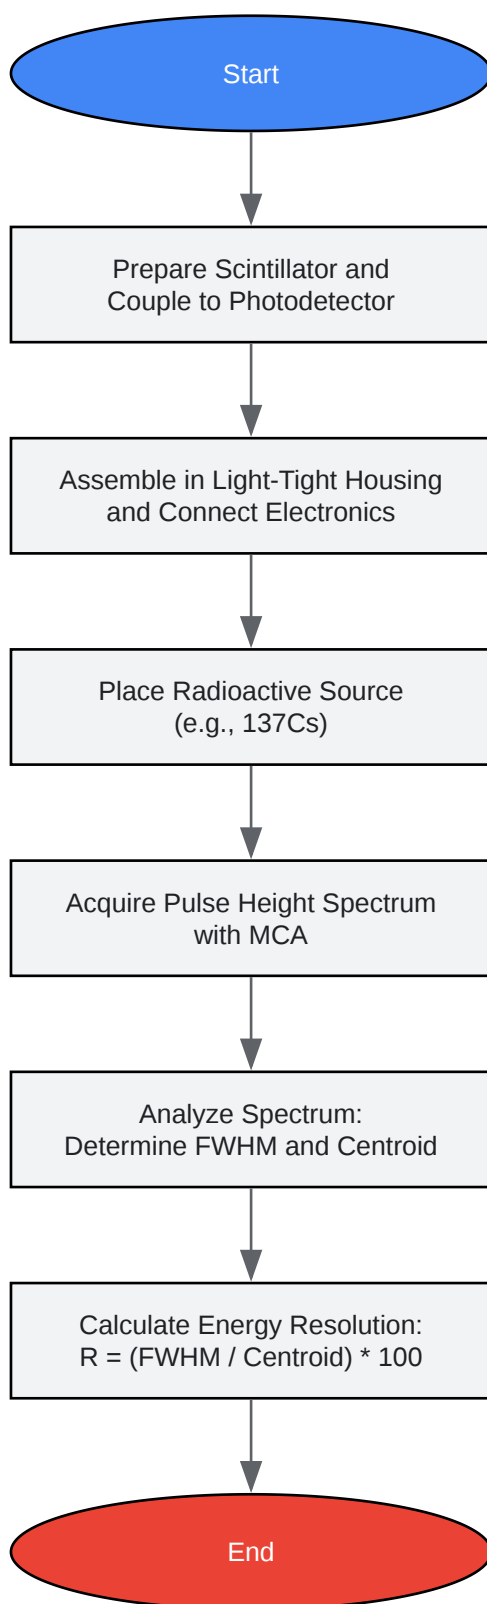 Start
Prepare Scintillator and
Couple to Photodetector
Assemble in Light-Tight Housing
and Connect Electronics
Place Radioactive Source
(e.g., 137Cs)
Acquire Pulse Height Spectrum
with MCA
Analyze Spectrum:
Determine FWHM and Centroid
Calculate Energy Resolution:
R = (FWHM / Centroid) * 100
End